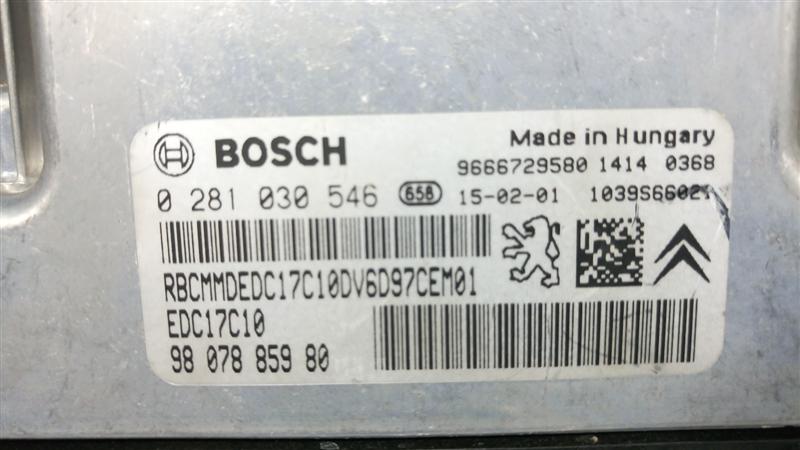 BOSCH Made in Hungary
9666729580 1414 0368
0 281 030 546 658 15-02-01 1039S66021
RBCMMDEDC17C10DV6D97CEM01
EDC17C10
98 078 859 80